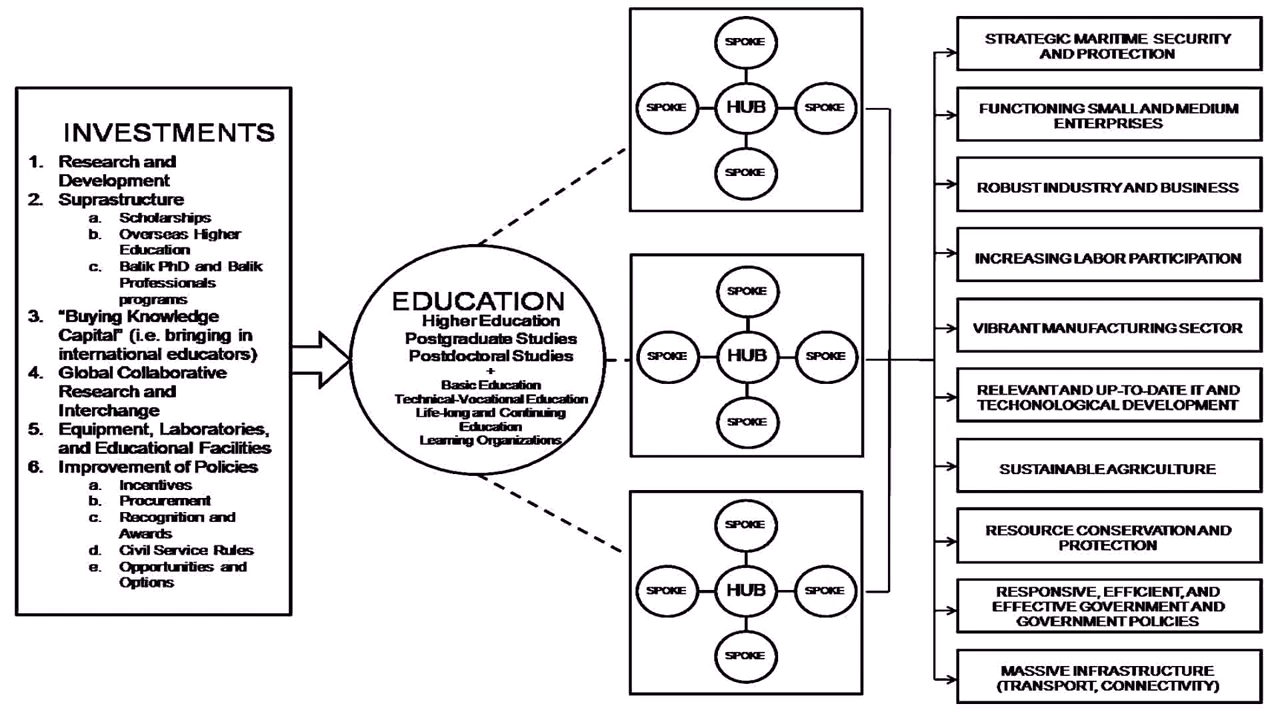 INVESTMENTS
1. Research and
Development
2. Suprastructure
a. Scholarships
b. Overseas Higher
Education
c. Balik PhD and Balik
Professionals
programs
3. "Buying Knowledge
Capital" (i.e. bringing in
international educators)
4. Global Collaborative
Research and
Interchange
5. Equipment, Laboratories,
and Educational Facilities
6. Improvement of Policies
a. Incentives
b. Procurement
c. Recognition and
Awards
d. Civil Service Rules
e. Opportunities and
Options
EDUCATION
Higher Education
Postgraduate Studies
Postdoctoral Studies
+
Basic Education
Technical-Vocational Education
Life-long and Continuing
Education
Learning Organizations
SPOKE
SPOKE HUB SPOKE
SPOKE
SPOKE
SPOKE HUB SPOKE
SPOKE
SPOKE
SPOKE HUB SPOKE
SPOKE
STRATEGIC MARITIME SECURITY
AND PROTECTION
FUNCTIONING SMALL AND MEDIUM
ENTERPRISES
ROBUST INDUSTRY AND BUSINESS
INCREASING LABOR PARTICIPATION
VIBRANT MANUFACTURING SECTOR
RELEVANT AND UP-TO-DATE IT AND
TECHONOLOGICAL DEVELOPMENT
SUSTAINABLE AGRICULTURE
RESOURCE CONSERVATION AND
PROTECTION
RESPONSIVE, EFFICIENT, AND
EFFECTIVE GOVERNMENT AND
GOVERNMENT POLICIES
MASSIVE INFRASTRUCTURE
(TRANSPORT, CONNECTIVITY)